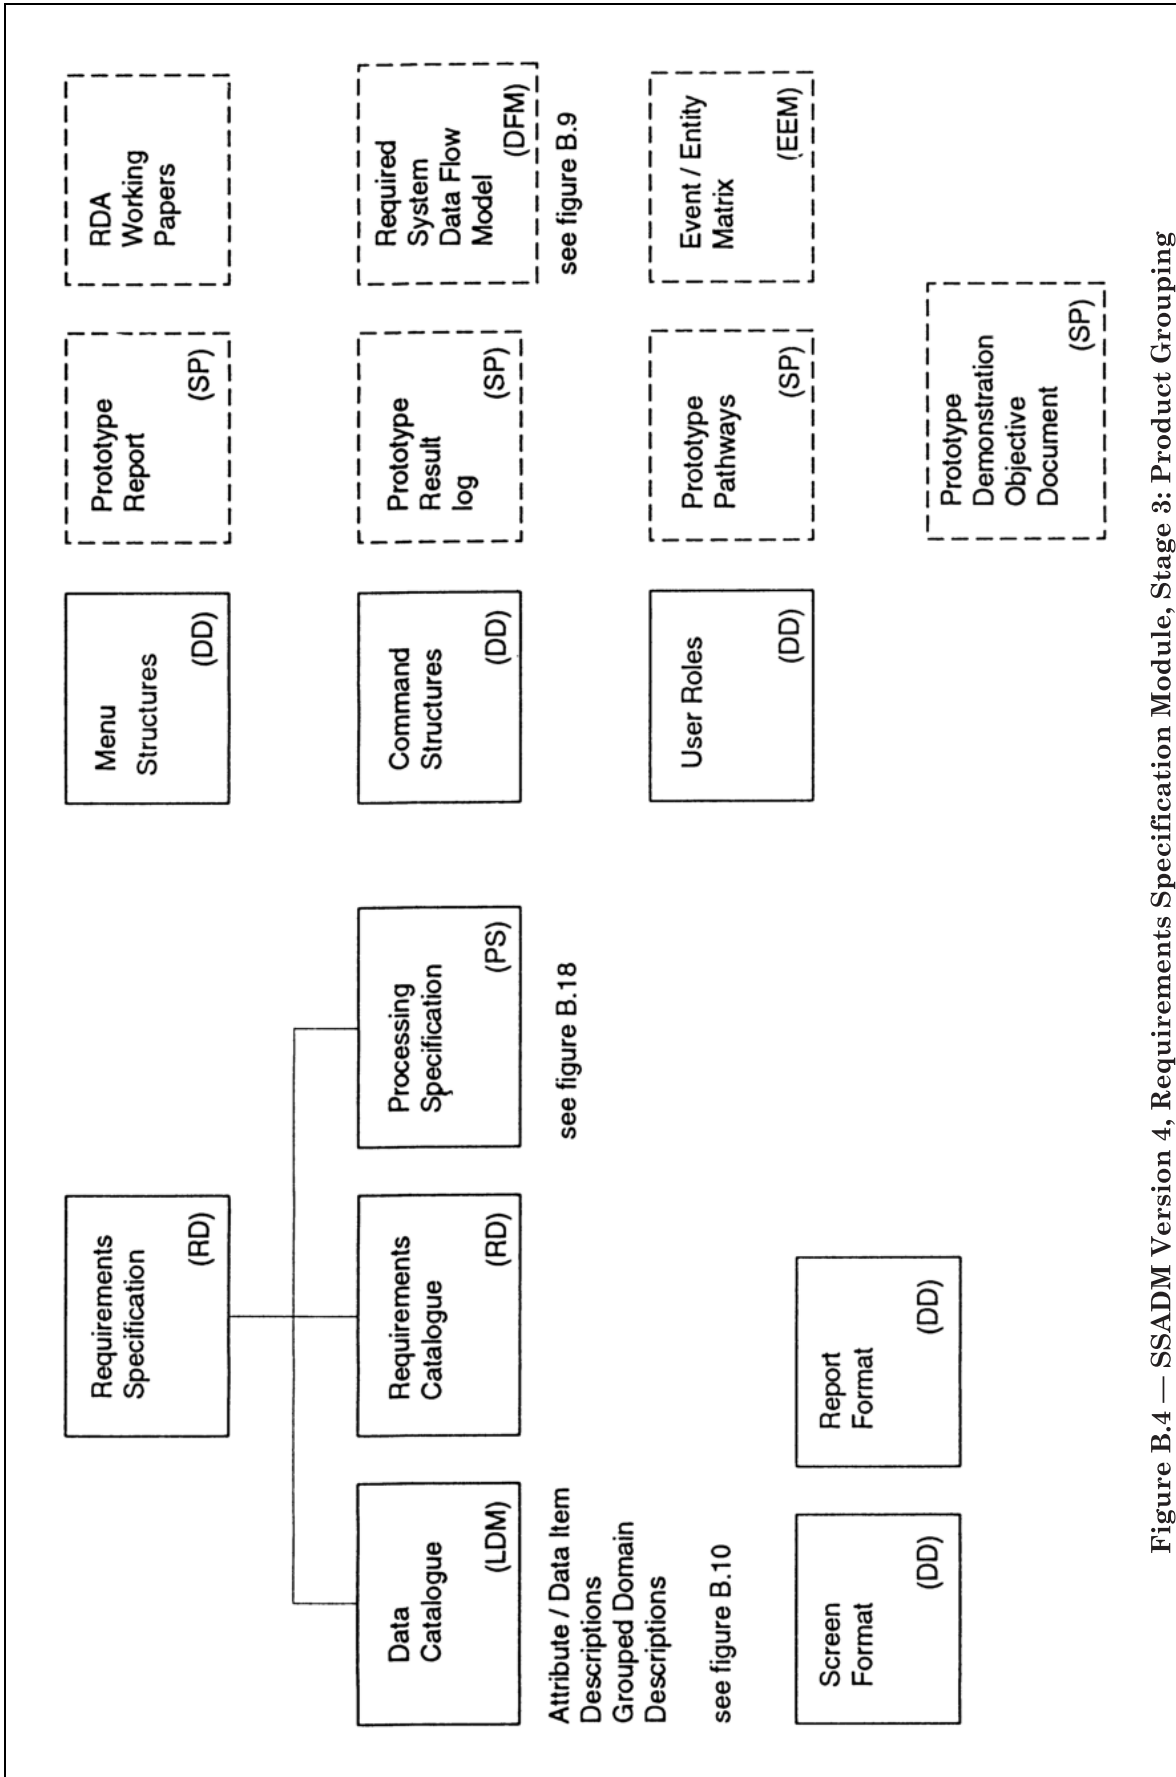 Requirements
Specification
(RD)
Menu
Structures
(DD)
Prototype
Report
(SP)
RDA
Working
Papers
Data
Catalogue
(LDM)
Attribute / Data Item
Descriptions
Grouped Domain
Descriptions
see figure B.10
Requirements
Catalogue
(RD)
Processing
Specification
(PS)
see figure B.18
Command
Structures
(DD)
Prototype
Result
log
(SP)
Required
System
Data Flow
Model
(DFM)
see figure B.9
User Roles
(DD)
Prototype
Pathways
(SP)
Event / Entity
Matrix
(EEM)
Screen
Format
(DD)
Report
Format
(DD)
Prototype
Demonstration
Objective
Document
(SP)
Figure B.4 — SSADM Version 4, Requirements Specification Module, Stage 3: Product Grouping